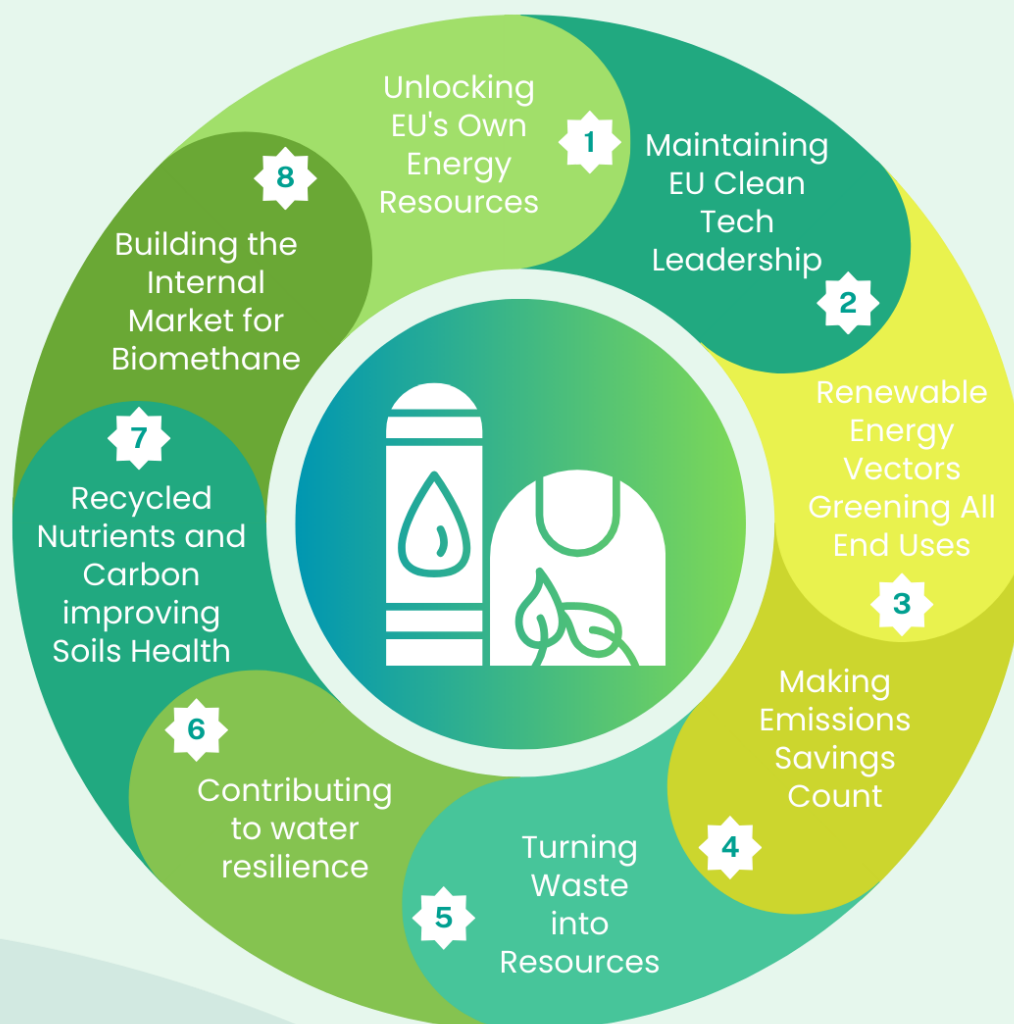 Unlocking
EU's Own
Energy
Resources
1
Maintaining
EU Clean
Tech
Leadership
2
Renewable
Energy
Vectors
Greening All
End Uses
3
Making
Emissions
Savings
Count
4
Turning
Waste
into
Resources
5
Contributing
to water
resilience
6
Recycled
Nutrients and
Carbon
improving
Soils Health
7
Building the
Internal
Market for
Biomethane
8